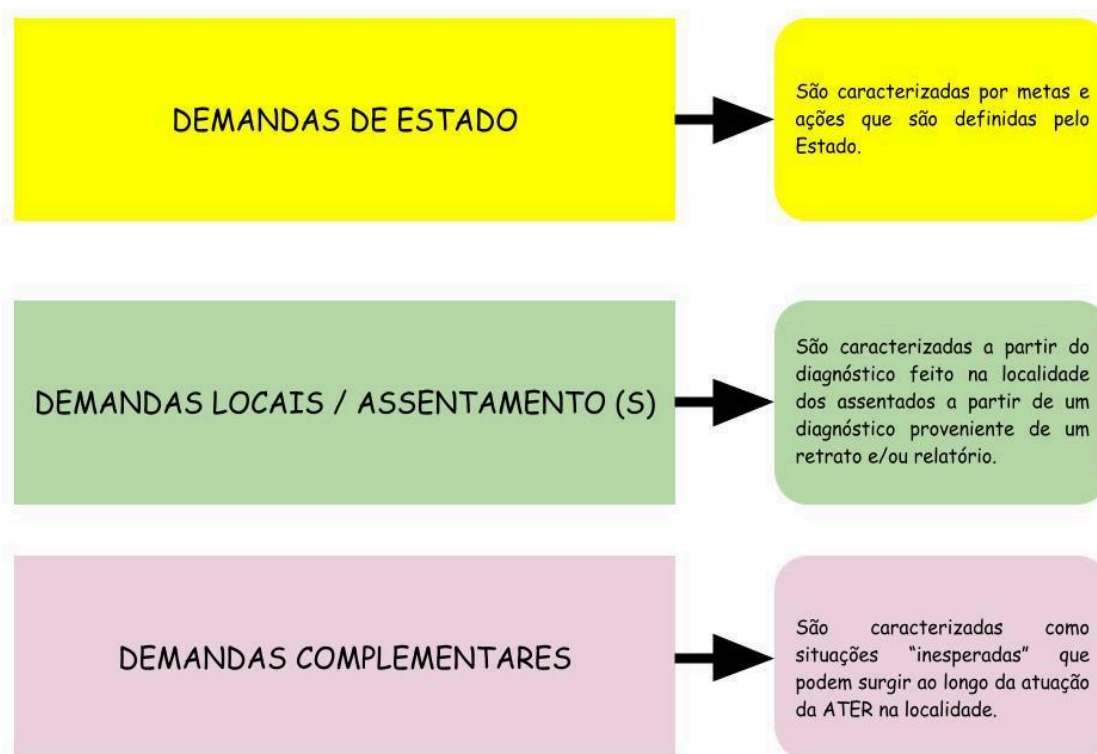 DEMANDAS DE ESTADO
São caracterizadas por metas e
ações que são definidas pelo
Estado.
DEMANDAS LOCAIS / ASSENTAMENTO (S)
São caracterizadas a partir do
diagnóstico feito na localidade
dos assentados a partir de um
diagnóstico proveniente de um
retrato e/ou relatório.
DEMANDAS COMPLEMENTARES
São caracterizadas como
situações “inesperadas” que
podem surgir ao longo da atuação
da ATER na localidade.